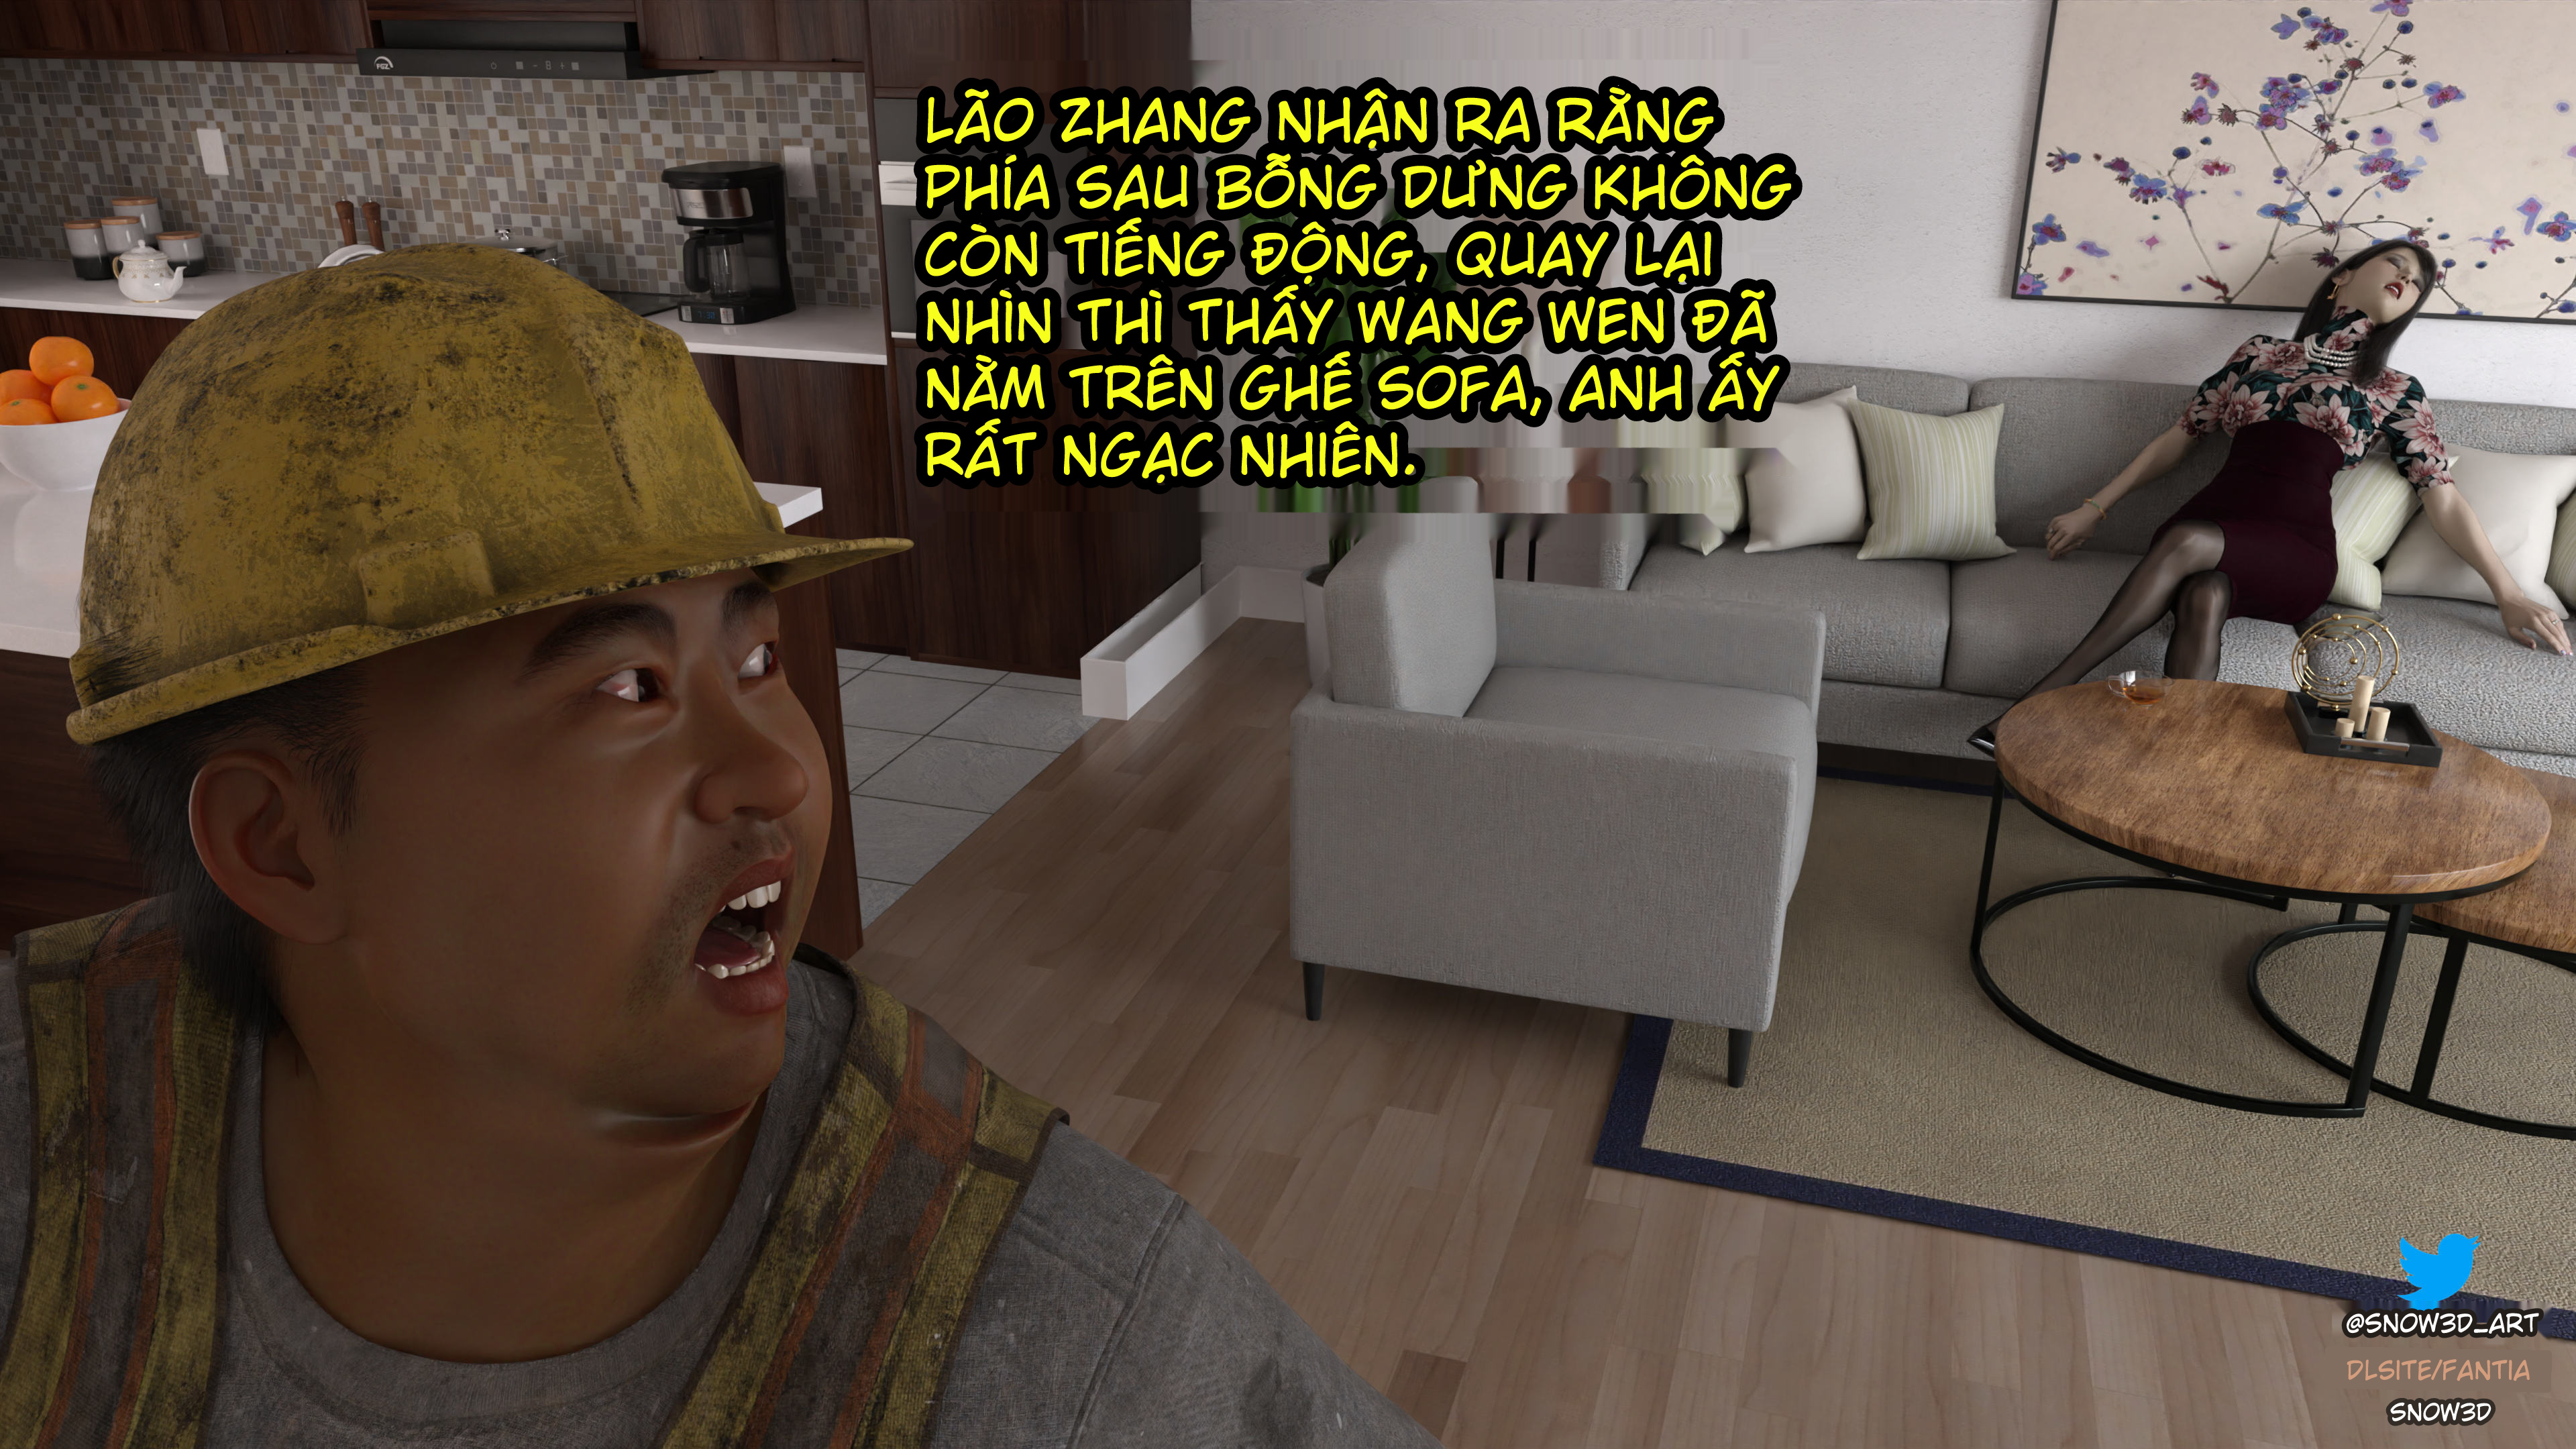 LÃO ZHANG NHẬN RA RẰNG
PHÍA SAU BỖNG DƯNG KHÔNG
CÒN TIẾNG ĐỘNG, QUAY LẠI
NHÌN THÌ THẤY WANG WEN ĐÃ
NẰM TRÊN GHẾ SOFA, ANH ẤY
RẤT NGẠC NHIÊN.
@SNOW3D_ART
DLSITE/FANTIA
SNOW3D